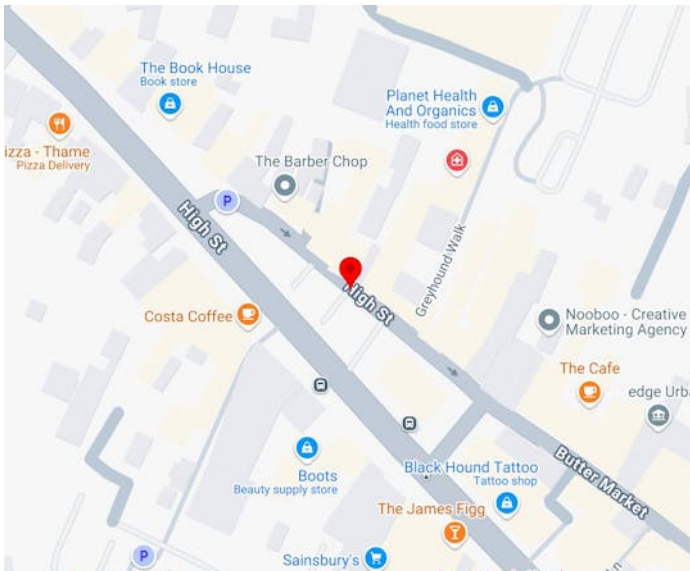 The Book House
Book store
Planet Health
And Organics
Health food store
izza - Thame
Pizza Delivery
The Barber Chop
P
High St
High St
Greyhound Walk
Costa Coffee
Nooboo - Creative
Marketing Agency
The Cafe
edge Urba
Boots
Beauty supply store
Black Hound Tattoo
Tattoo shop
Butter Market
The James Figg
P
Sainsbury's